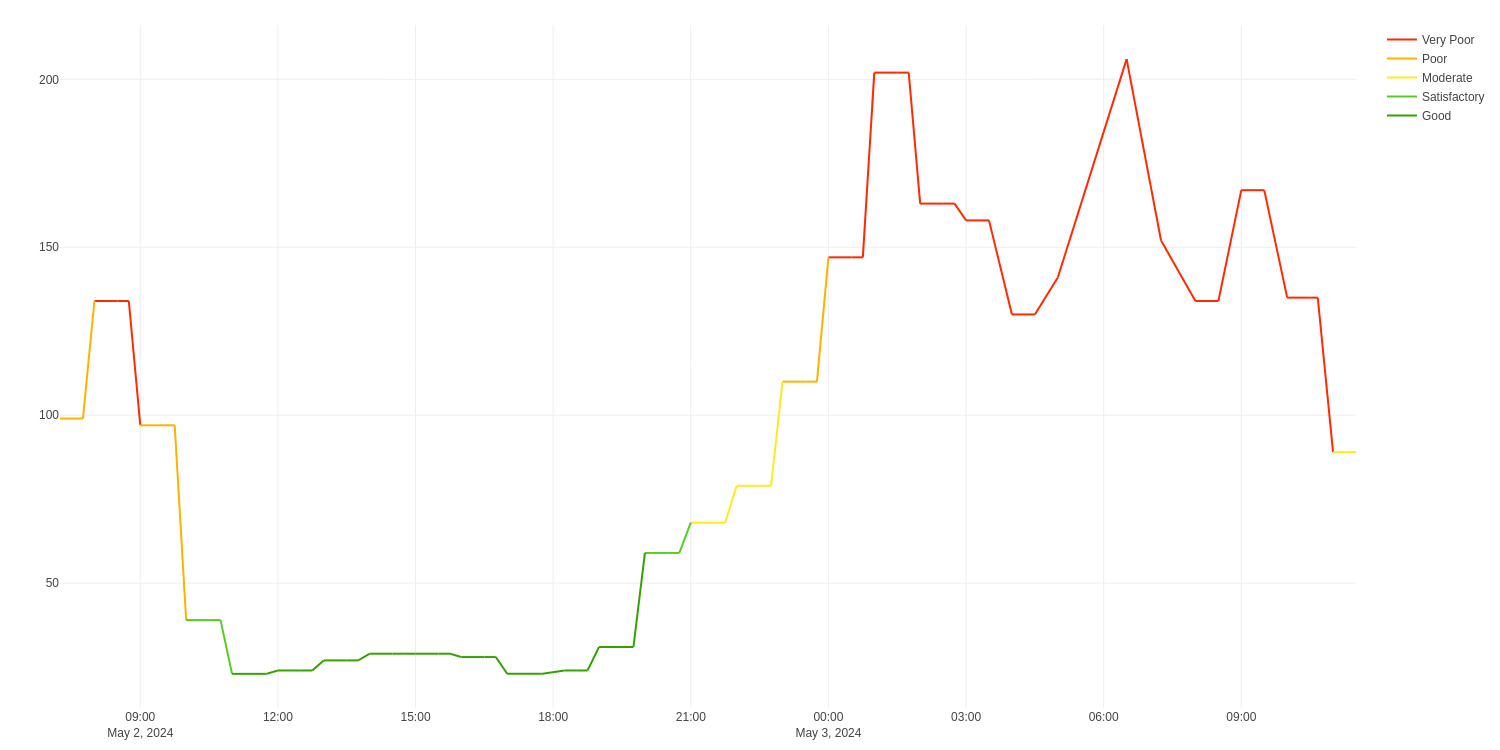 200
150
100
50
09:00
May 2, 2024
12:00
15:00
18:00
21:00
00:00
May 3, 2024
03:00
06:00
09:00
Very Poor
Poor
Moderate
Satisfactory
Good